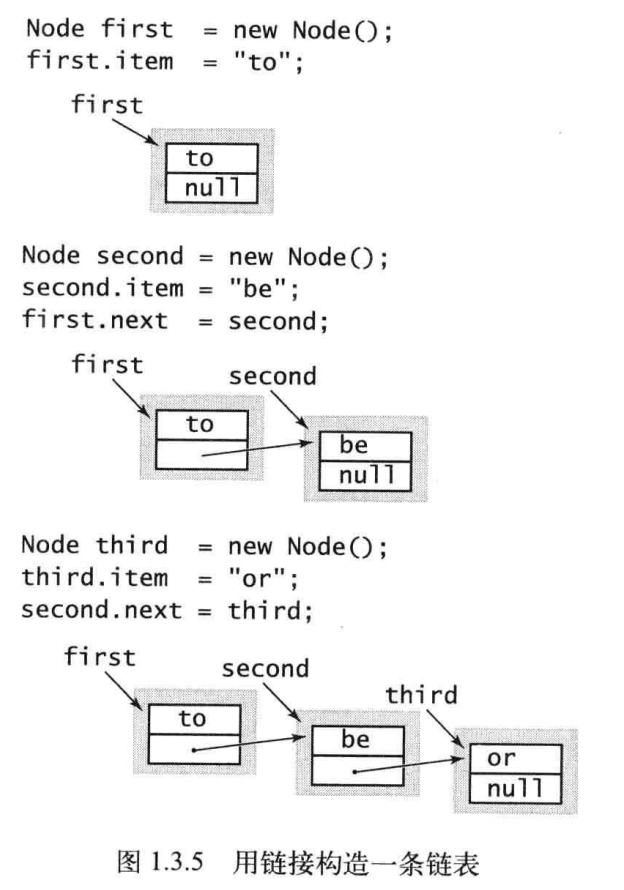 Node first  = new Node();
first.item  = "to";
first
to
null
Node second = new Node();
second.item = "be";
first.next  = second;
first
second
to
be
null
Node third  = new Node();
third.item  = "or";
second.next = third;
first
second
third
to
be
or
null
图 1.3.5　用链接构造一条链表